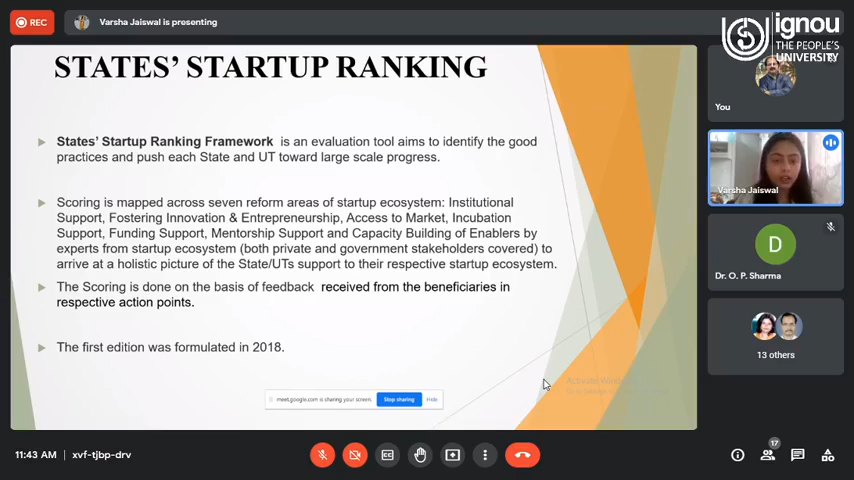 REC
Varsha Jaiswal is presenting
ignou
THE PEOPLE'S
UNIVERSITY
STATES' STARTUP RANKING
States' Startup Ranking Framework is an evaluation tool aims to identify the good
practices and push each State and UT toward large scale progress.
Scoring is mapped across seven reform areas of startup ecosystem: Institutional
Support, Fostering Innovation & Entrepreneurship, Access to Market, Incubation
Support, Funding Support, Mentorship Support and Capacity Building of Enablers by
experts from startup ecosystem (both private and government stakeholders covered) to
arrive at a holistic picture of the State/UTs support to their respective startup ecosystem.
The Scoring is done on the basis of feedback received from the beneficiaries in
respective action points.
The first edition was formulated in 2018.
meet.google.com is sharing your screen.
Stop sharing
Hide
You
Varsha Jaiswal
D
Dr. O. P. Sharma
13 others
11:43 AM
xvf-tjbp-drv
17